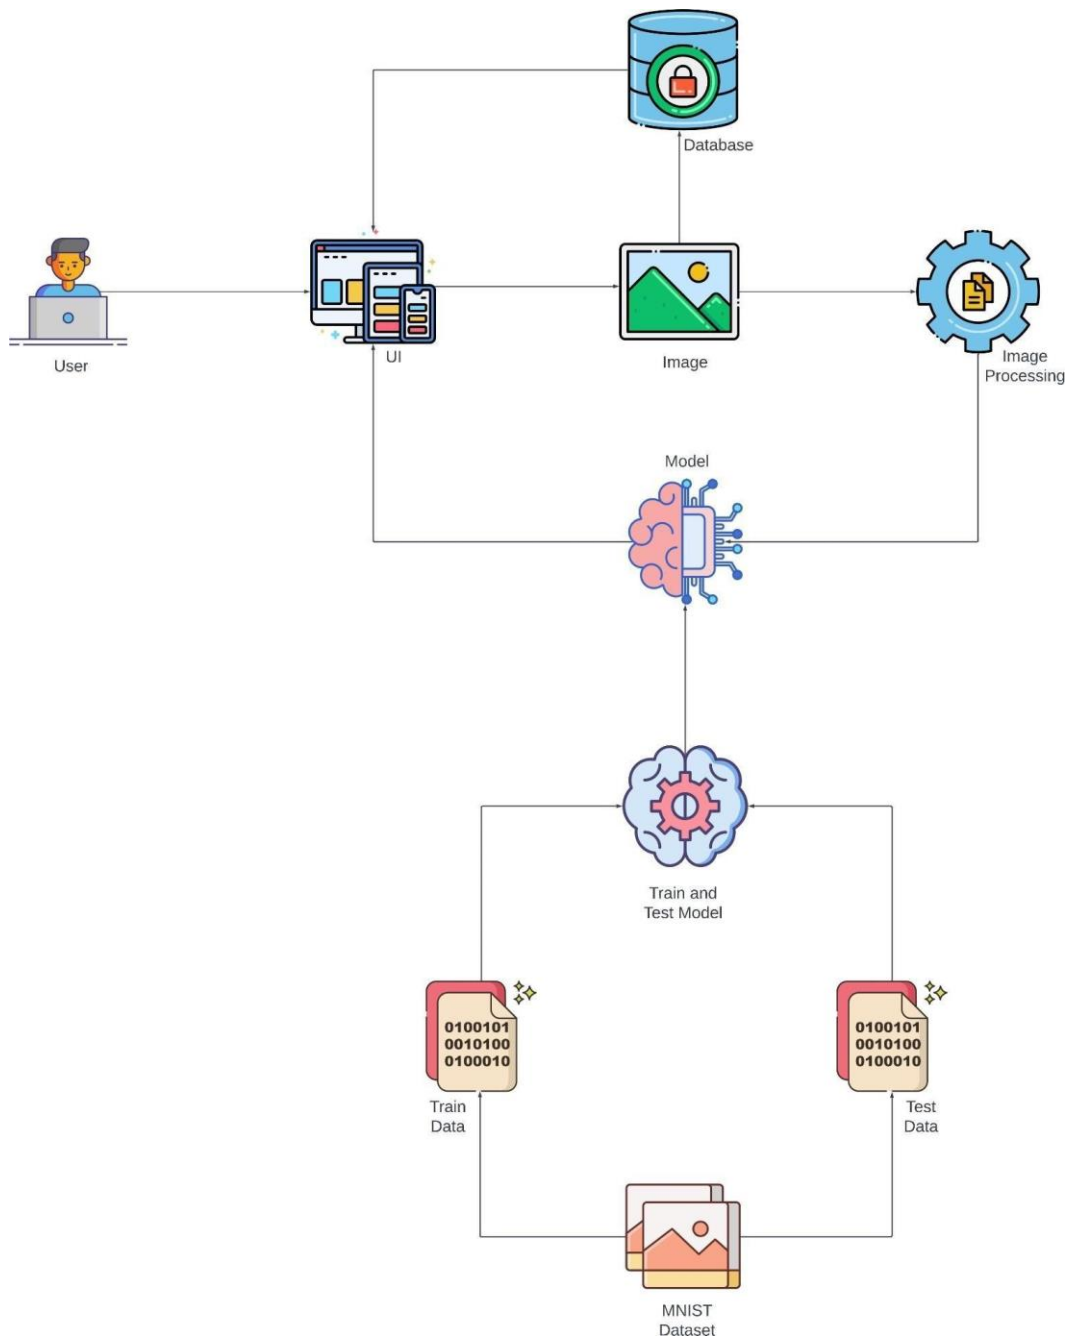 Database
User
UI
Image
Image
Processing
Model
Train and
Test Model
0100101
0010100
0100010
Train
Data
0100101
0010100
0100010
Test
Data
MNIST
Dataset